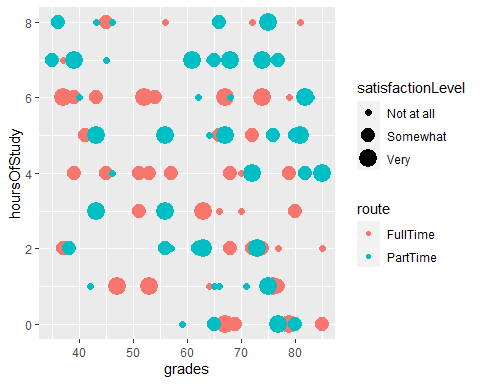 8
6
4
2
0
hoursOfStudy
40 50 60 70 80
grades
satisfactionLevel
Not at all
Somewhat
Very
route
FullTime
PartTime